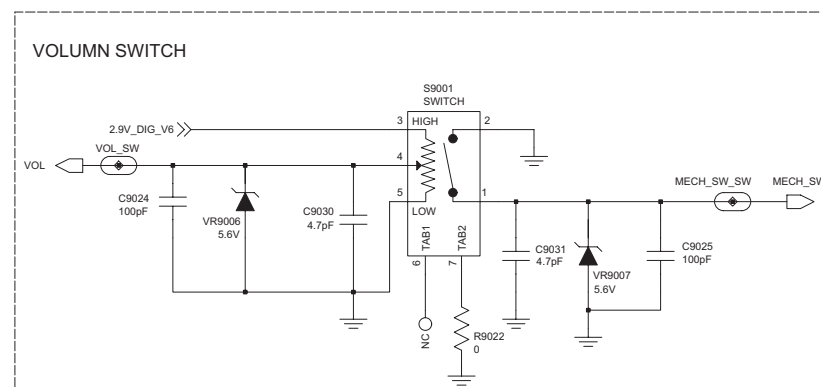 VOLUMN SWITCH
S9001
SWITCH
3
HIGH
2
2.9V_DIG_V6
VOL_SW
VOL
4
5
LOW
1
MECH_SW_SW
MECH_SW
C9024
100pF
VR9006
5.6V
C9030
4.7pF
TAB1
TAB2
6
7
C9031
4.7pF
VR9007
5.6V
C9025
100pF
NC
R9022
0